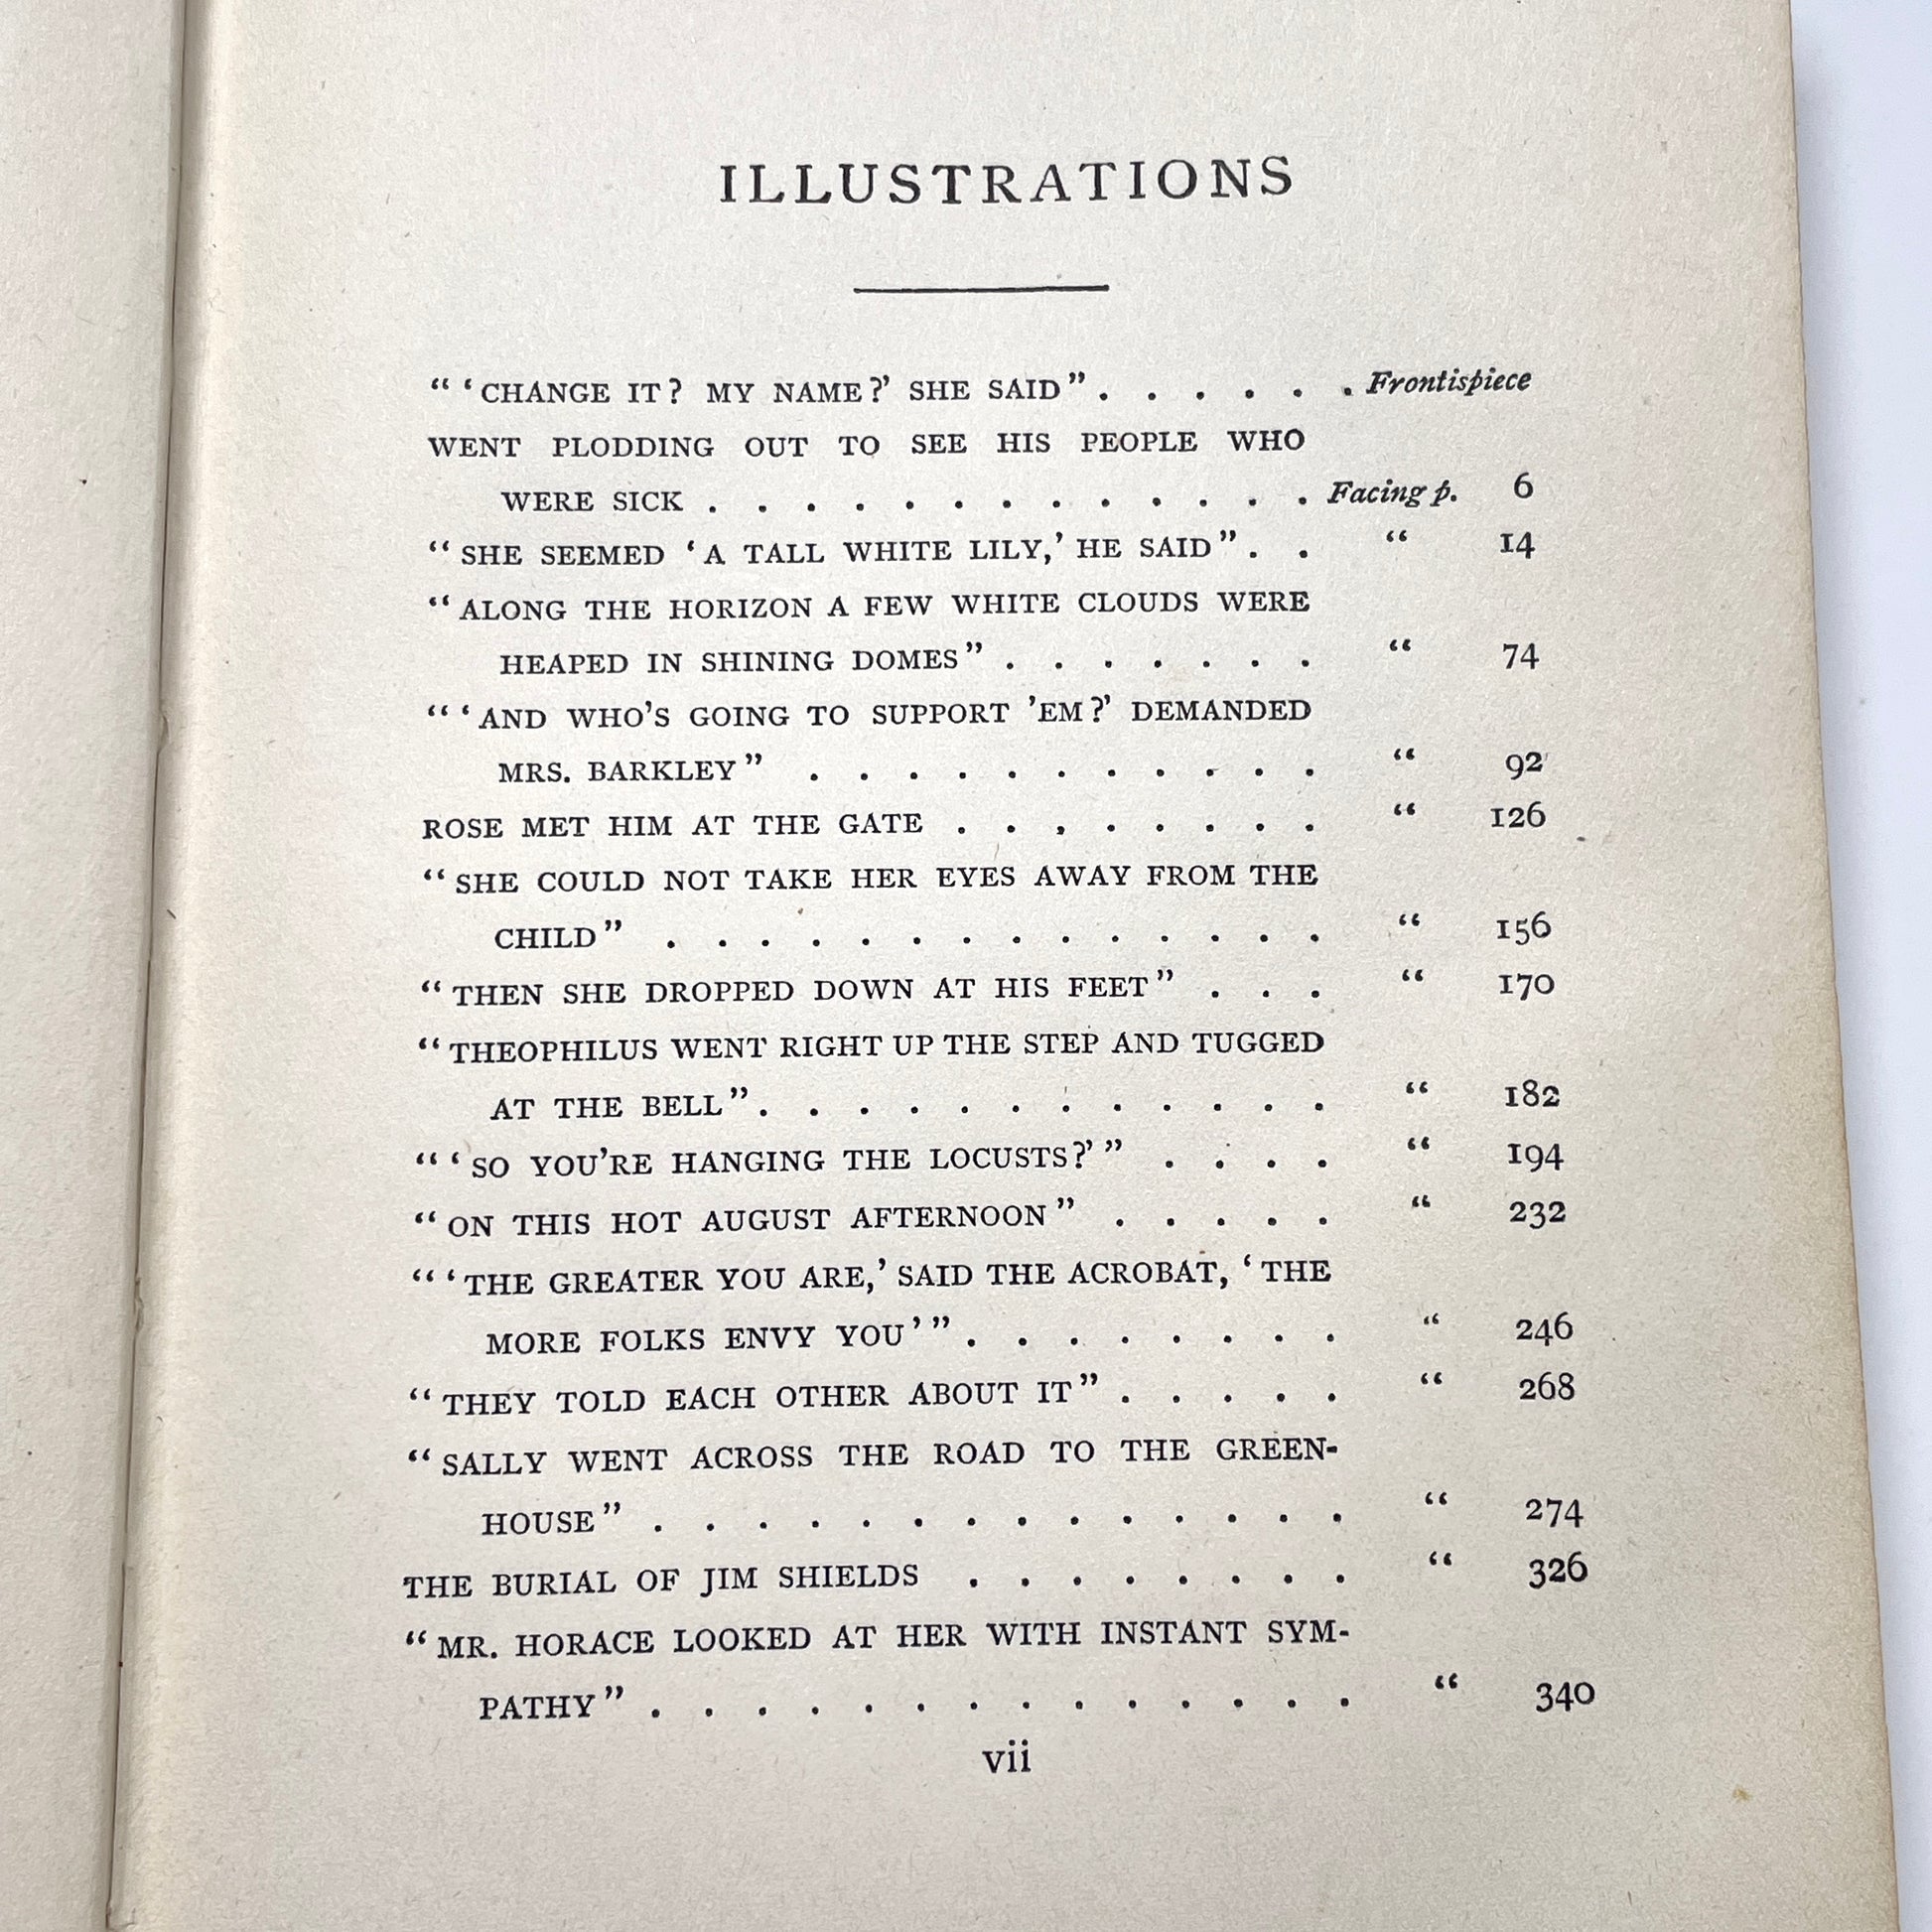 ILLUSTRATIONS
“‘CHANGE IT? MY NAME?’ SHE SAID” . . . . . . Frontispiece
WENT PLODDING OUT TO SEE HIS PEOPLE WHO
WERE SICK . . . . . . . . . . . . . Facing p. 6
“SHE SEEMED ‘A TALL WHITE LILY,’ HE SAID” . . “ 14
“ALONG THE HORIZON A FEW WHITE CLOUDS WERE
HEAPED IN SHINING DOMES” . . . . . . . “ 74
“‘AND WHO’S GOING TO SUPPORT ’EM?’ DEMANDED
MRS. BARKLEY” . . . . . . . . . . . “ 92
ROSE MET HIM AT THE GATE . . . . . . . . “ 126
“SHE COULD NOT TAKE HER EYES AWAY FROM THE
CHILD” . . . . . . . . . . . . . . “ 156
“THEN SHE DROPPED DOWN AT HIS FEET” . . . “ 170
“THEOPHILUS WENT RIGHT UP THE STEP AND TUGGED
AT THE BELL” . . . . . . . . . . . . “ 182
“‘SO YOU’RE HANGING THE LOCUSTS?’” . . . . “ 194
“ON THIS HOT AUGUST AFTERNOON” . . . . . “ 232
“‘THE GREATER YOU ARE,’ SAID THE ACROBAT, ‘THE
MORE FOLKS ENVY YOU’” . . . . . . . . “ 246
“THEY TOLD EACH OTHER ABOUT IT” . . . . . “ 268
“SALLY WENT ACROSS THE ROAD TO THE GREEN-
HOUSE” . . . . . . . . . . . . . . “ 274
THE BURIAL OF JIM SHIELDS . . . . . . . . “ 326
“MR. HORACE LOOKED AT HER WITH INSTANT SYM-
PATHY” . . . . . . . . . . . . . . “ 340
vii